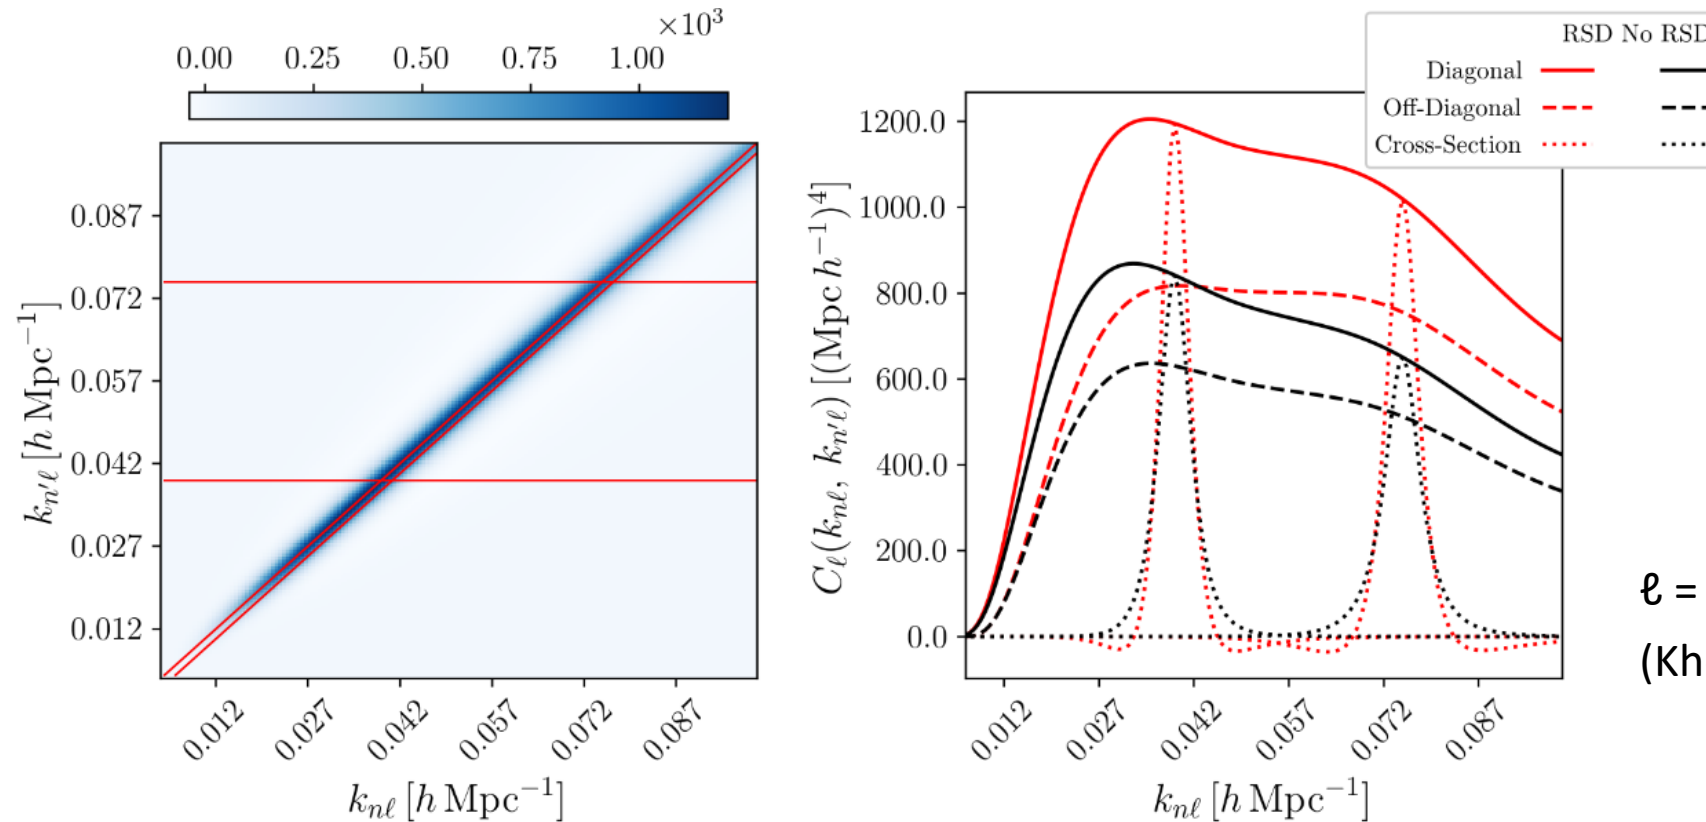 ×10³
0.00 0.25 0.50 0.75 1.00
0.087
0.072
0.057
0.042
0.027
0.012
k_{n'ℓ} [h Mpc⁻¹]
0.012 0.027 0.042 0.057 0.072 0.087
k_{nℓ} [h Mpc⁻¹]
RSD No RSD
Diagonal
Off-Diagonal
Cross-Section
1200.0
1000.0
800.0
600.0
400.0
200.0
0.0
C_ℓ(k_{nℓ}, k_{n'ℓ}) [(Mpc h⁻¹)⁴]
0.012 0.027 0.042 0.057 0.072 0.087
k_{nℓ} [h Mpc⁻¹]
ℓ =
(Kh